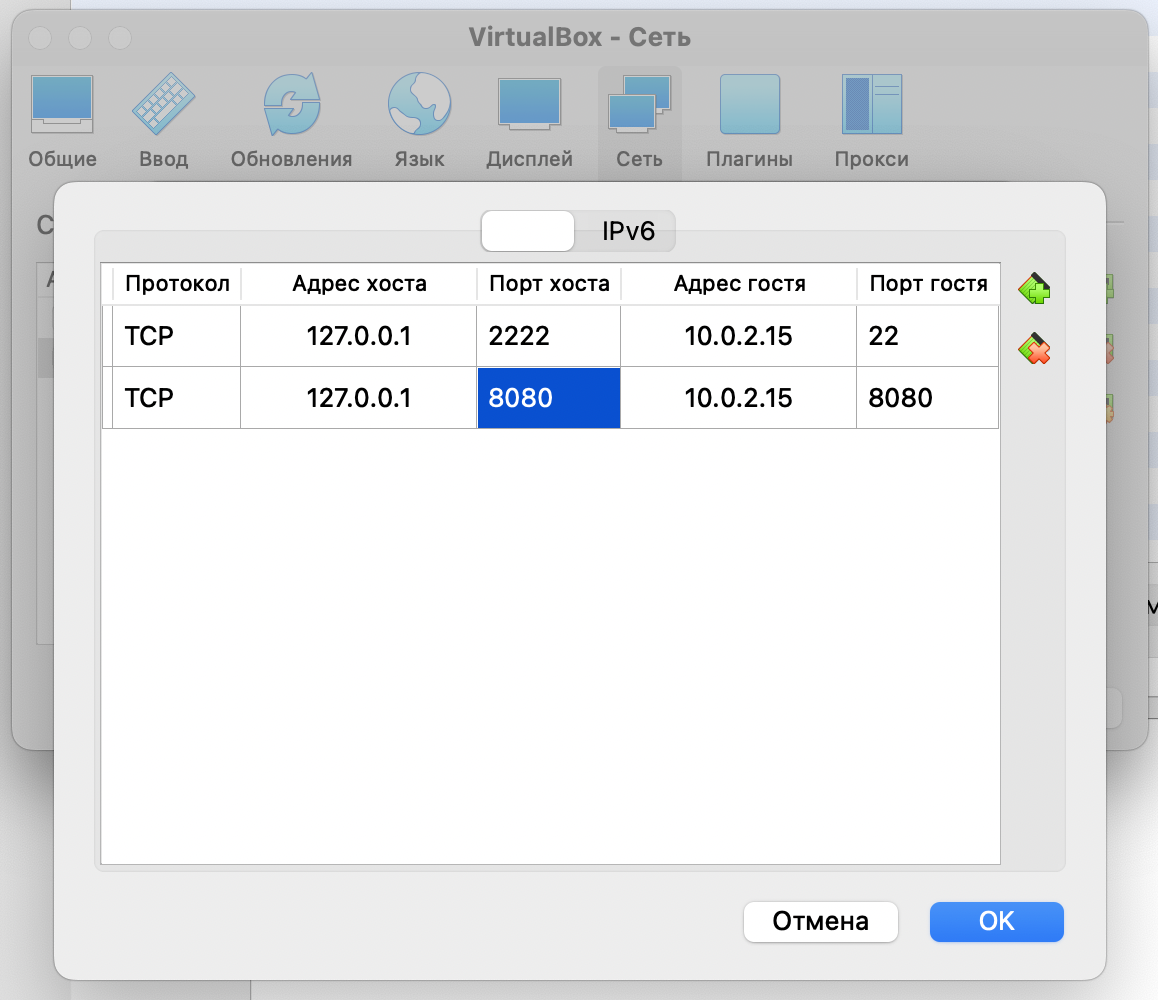 VirtualBox - Сеть
Общие Ввод Обновления Язык Дисплей Сеть Плагины Прокси
IPv6
Протокол Адрес хоста Порт хоста Адрес гостя Порт гостя
TCP 127.0.0.1 2222 10.0.2.15 22
TCP 127.0.0.1 8080 10.0.2.15 8080
Отмена OK